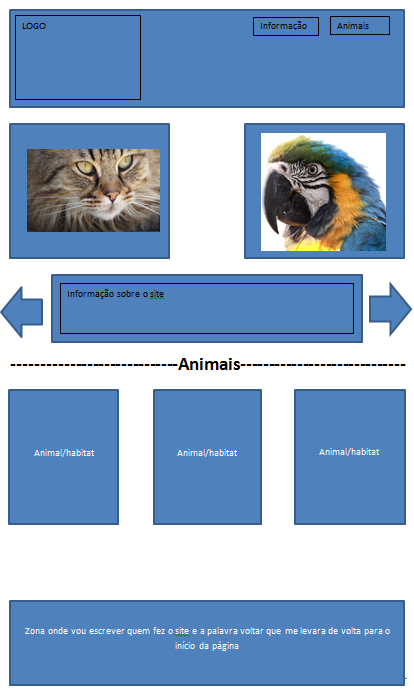 LOGO
Informação
Animais
Informação sobre o site
------------------------------Animais------------------------------
Animal/habitat
Animal/habitat
Animal/habitat
Zona onde vou escrever quem fez o site e a palavra voltar que me levara de volta para o
início da página